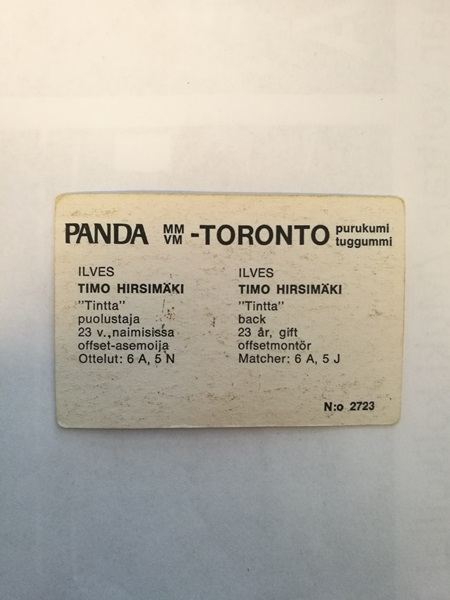 PANDA MM VM -TORONTO purukumi tuggummi
ILVES
TIMO HIRSIMÄKI
"Tintta"
puolustaja
23 v., naimisissa
offset-asemoija
Ottelut: 6 A, 5 N
ILVES
TIMO HIRSIMÄKI
"Tintta"
back
23 år, gift
offsetmontör
Matcher: 6 A, 5 J
N:o 2723